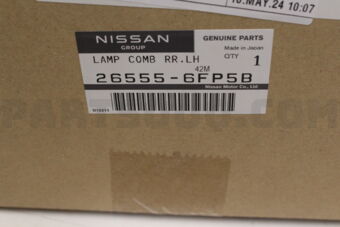 10.MAY.24 10:07
NISSAN GENUINE PARTS
GROUP Made in Japan
LAMP COMB RR.LH Q'TY 1
42M
26555-6FP5B
Nissan Motor Co., Ltd